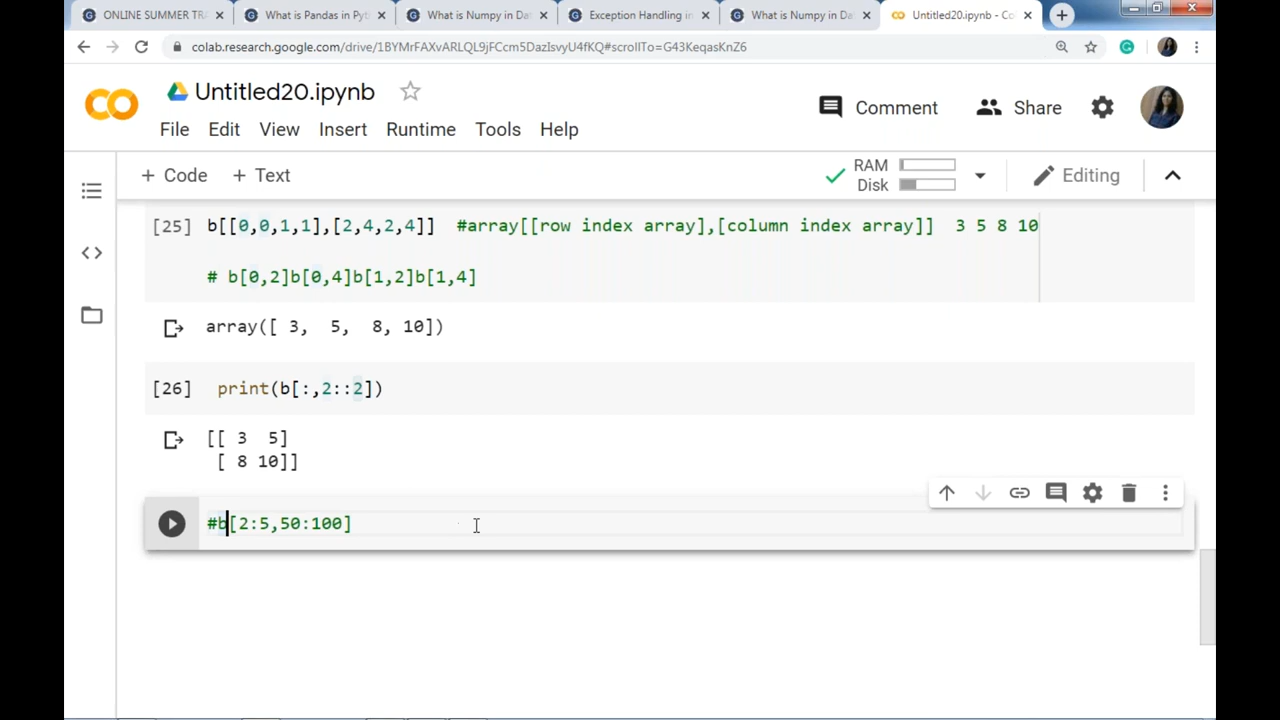 ONLINE SUMMER TR
What is Pandas in Pyth
What is Numpy in Da
Exception Handling in
What is Numpy in Da
Untitled20.ipynb - Co
colab.research.google.com/drive/1BYMrFAXvARLQL9jFCcm5DazIsvyU4fKQ#scrollTo=G43KeqasKnZ6
CO
Untitled20.ipynb
Comment
Share
File Edit View Insert Runtime Tools Help
+ Code + Text
RAM
Disk
Editing
[25] b[[0,0,1,1],[2,4,2,4]] #array[[row index array],[column index array]] 3 5 8 10
# b[0,2]b[0,4]b[1,2]b[1,4]
array([ 3, 5, 8, 10])
[26] print(b[:,2::2])
[[ 3 5]
[ 8 10]]
#b[2:5,50:100]